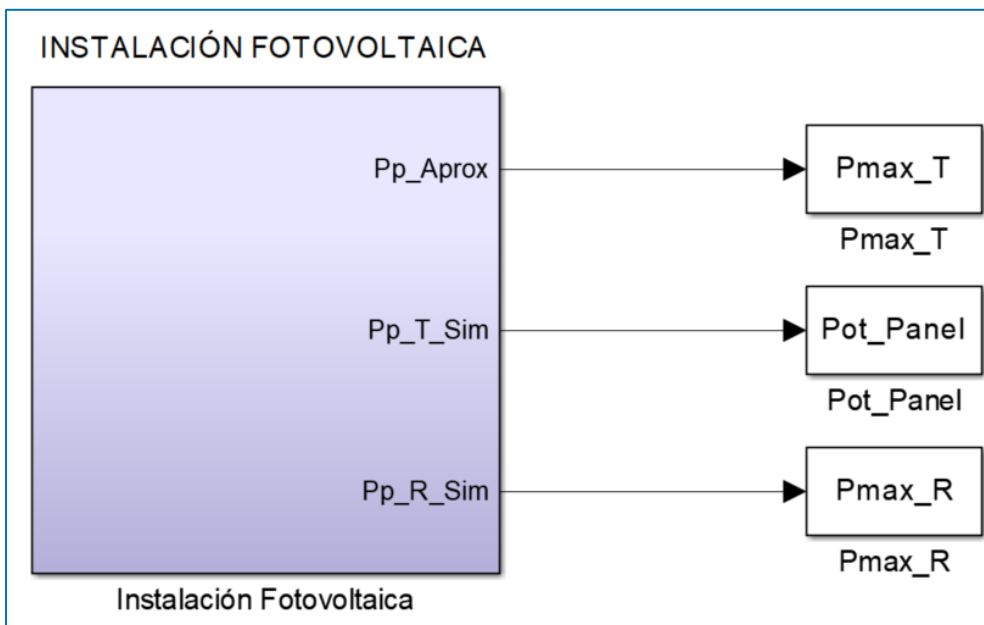 INSTALACIÓN FOTOVOLTAICA
Pp_Aprox
Pmax_T
Pmax_T
Pp_T_Sim
Pot_Panel
Pot_Panel
Pp_R_Sim
Pmax_R
Pmax_R
Instalación Fotovoltaica